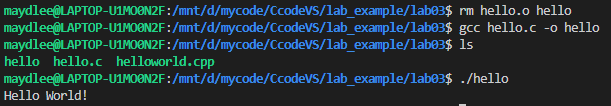 maydlee@LAPTOP-U1MO0N2F:/mnt/d/mycode/CcodeVS/lab_example/lab03$ rm hello.o hello
maydlee@LAPTOP-U1MO0N2F:/mnt/d/mycode/CcodeVS/lab_example/lab03$ gcc hello.c -o hello
maydlee@LAPTOP-U1MO0N2F:/mnt/d/mycode/CcodeVS/lab_example/lab03$ ls
hello  hello.c  helloworld.cpp
maydlee@LAPTOP-U1MO0N2F:/mnt/d/mycode/CcodeVS/lab_example/lab03$ ./hello
Hello World!